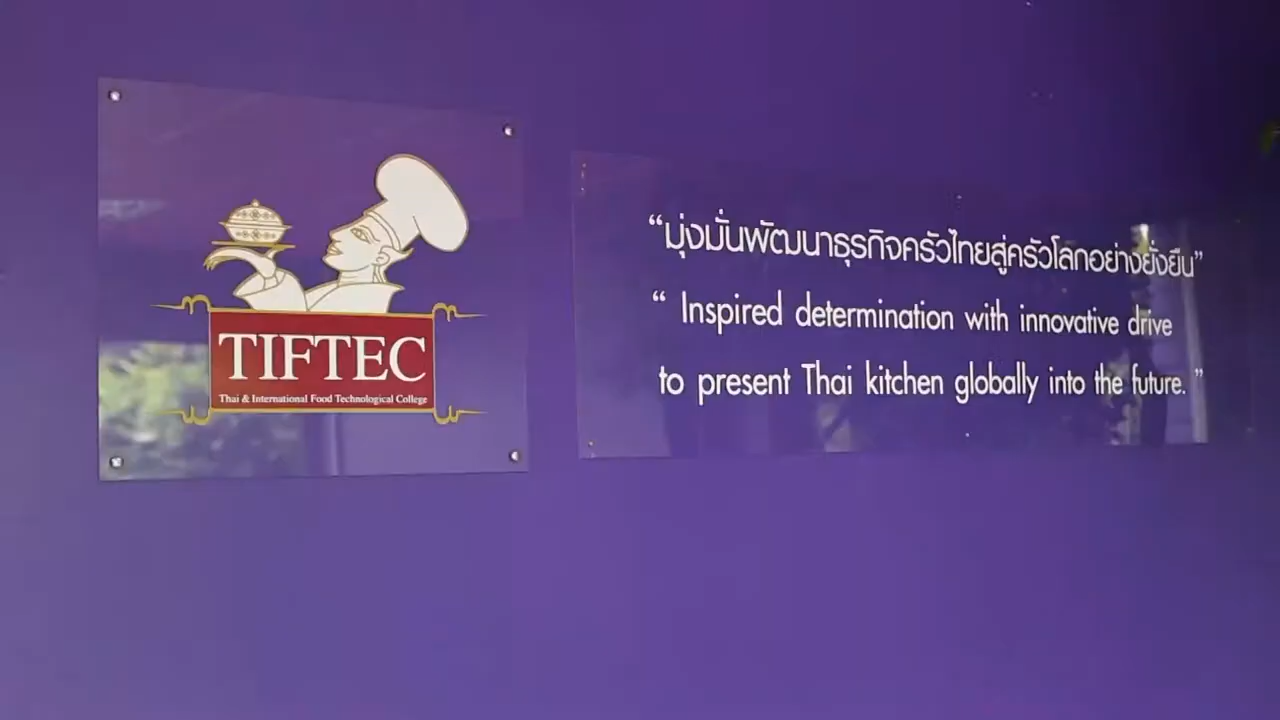 TIFTEC
Thai & International Food Technological College
“มุ่งมั่นพัฒนาธุรกิจครัวไทยสู่ครัวโลกอย่างยั่งยืน”
“ Inspired determination with innovative drive
to present Thai kitchen globally into the future. ”